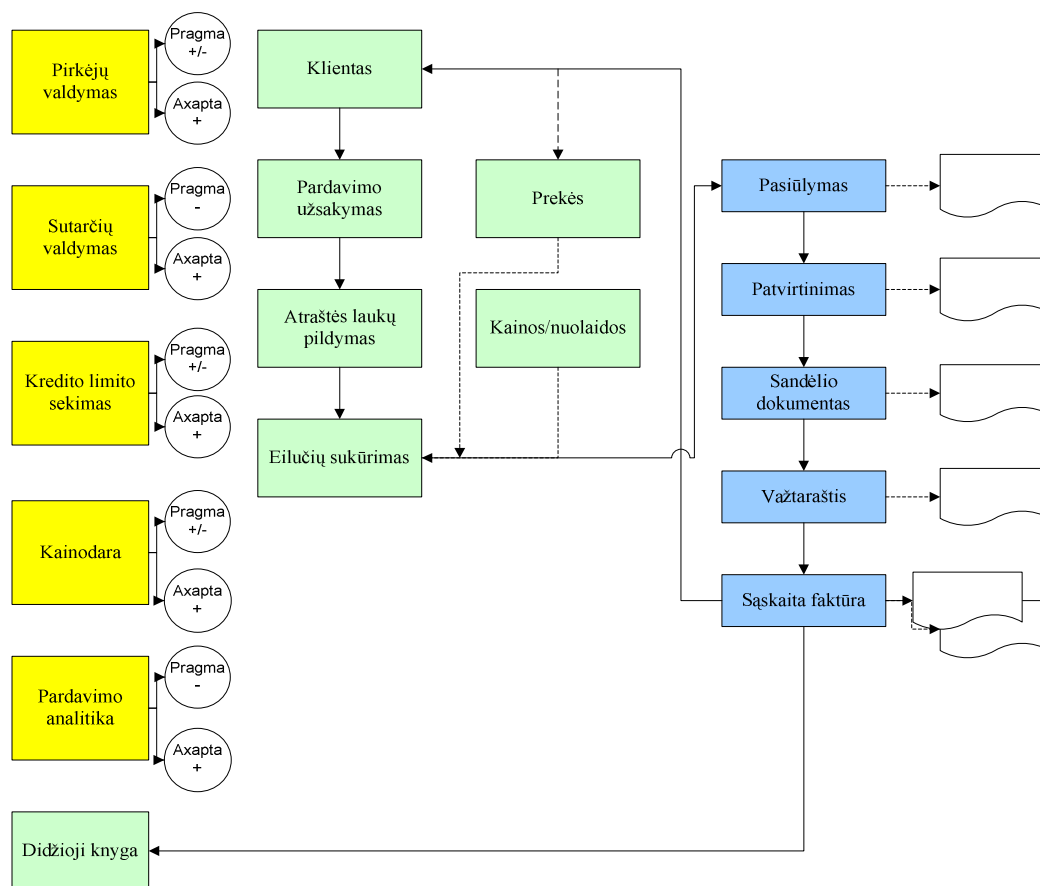 Pirkėjų
valdymas
Pragma
+/-
Axapta
+
Sutarčių
valdymas
Pragma
-
Axapta
+
Kredito limito
sekimas
Pragma
+/-
Axapta
+
Kainodara
Pragma
+/-
Axapta
+
Pardavimo
analitika
Pragma
-
Axapta
+
Didžioji knyga
Klientas
Pardavimo
užsakymas
Atraštės laukų
pildymas
Eilučių sukūrimas
Prekės
Kainos/nuolaidos
Pasiūlymas
Patvirtinimas
Sandėlio
dokumentas
Važtaraštis
Sąskaita faktūra